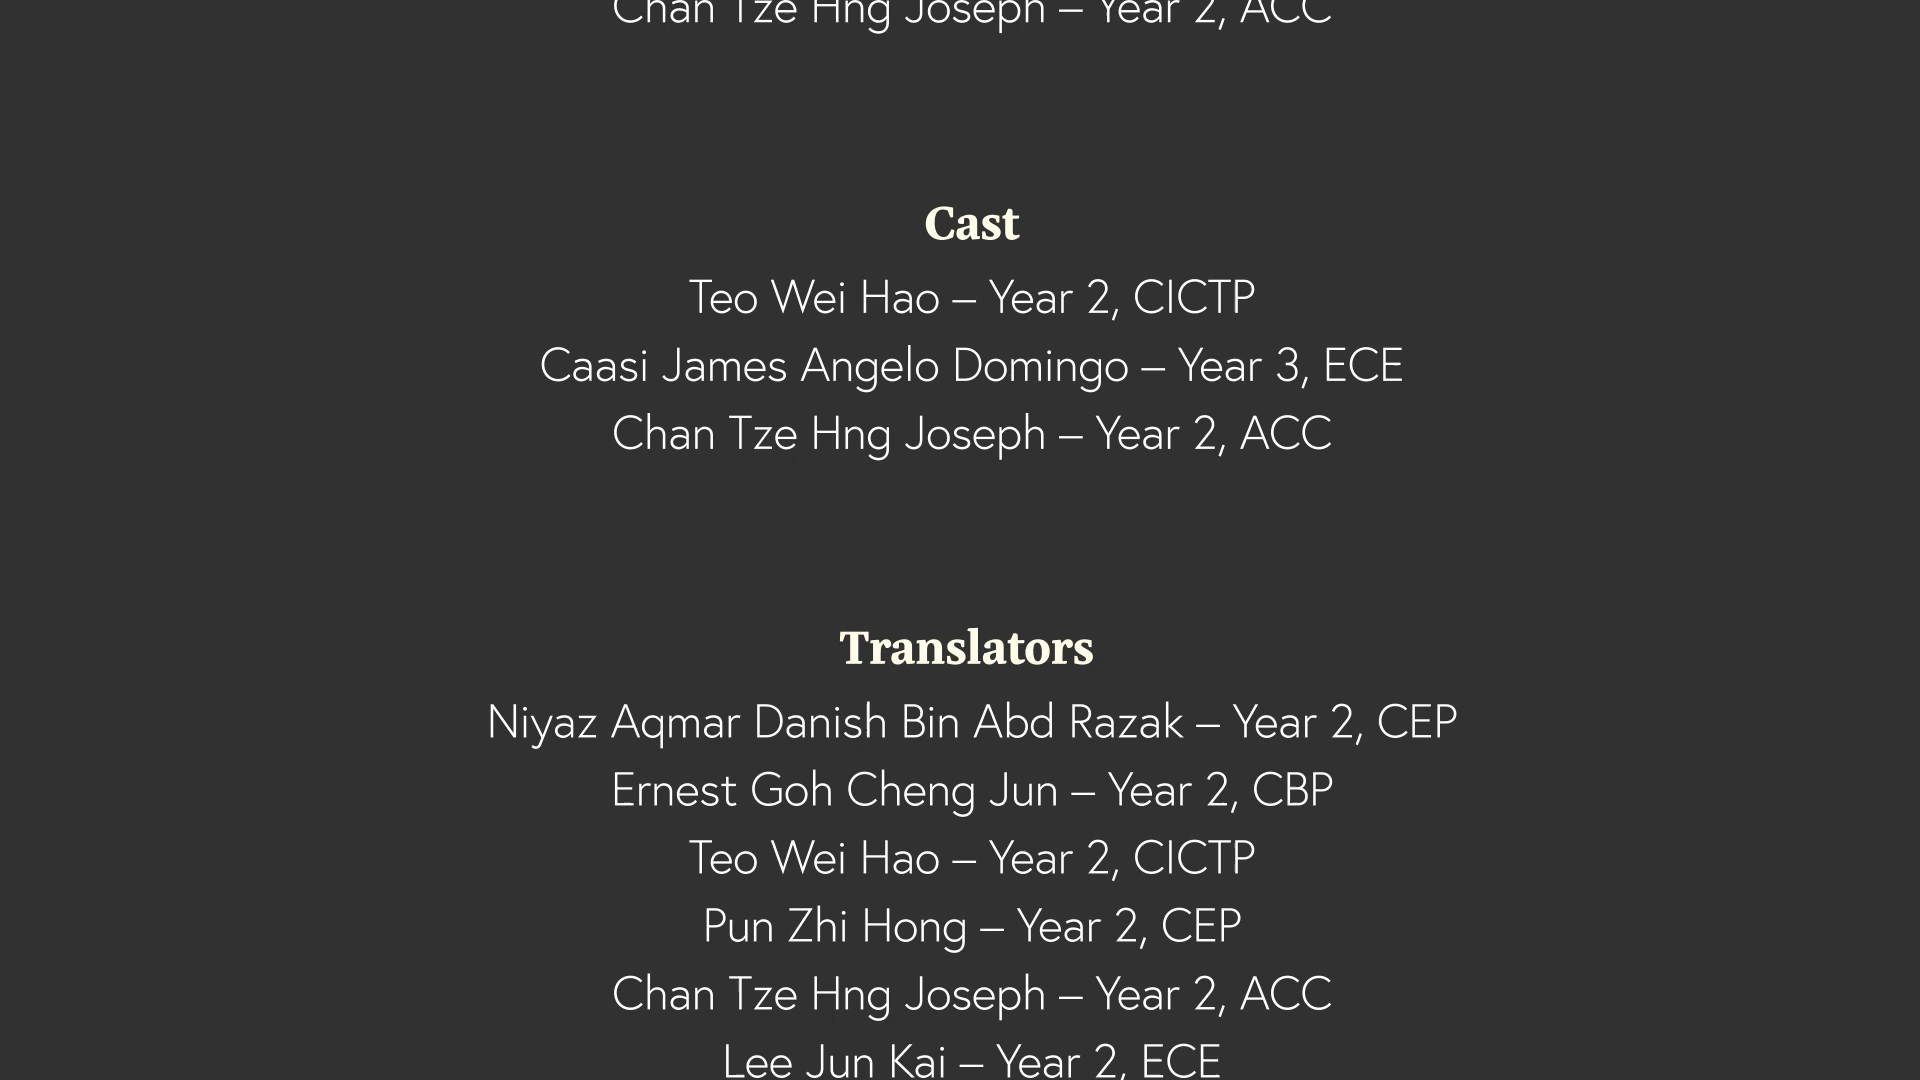 Chan Tze Hng Joseph – Year 2, ACC
Cast
Teo Wei Hao – Year 2, CICTP
Caasi James Angelo Domingo – Year 3, ECE
Chan Tze Hng Joseph – Year 2, ACC
Translators
Niyaz Aqmar Danish Bin Abd Razak – Year 2, CEP
Ernest Goh Cheng Jun – Year 2, CBP
Teo Wei Hao – Year 2, CICTP
Pun Zhi Hong – Year 2, CEP
Chan Tze Hng Joseph – Year 2, ACC
Lee Jun Kai – Year 2, ECE